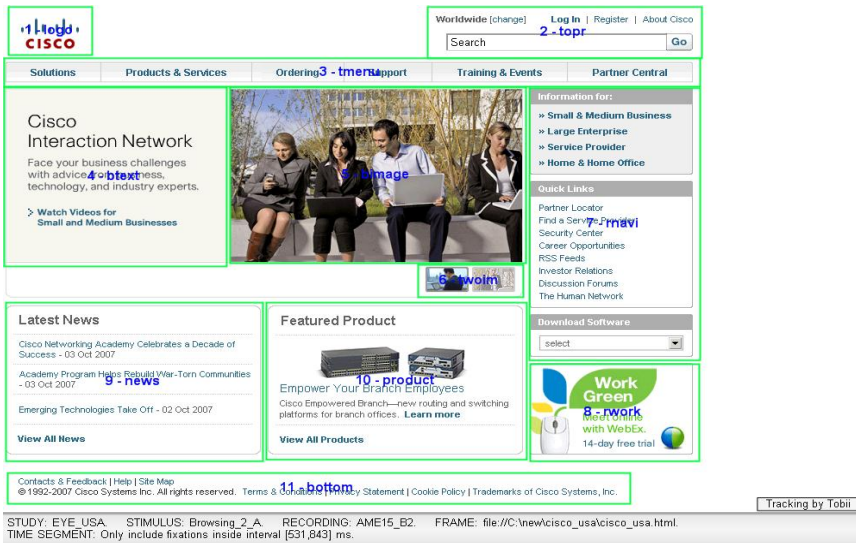 1 - logo
CISCO
Worldwide [change] Log In | Register | About Cisco
2 - topr
Search Go
Solutions Products & Services Ordering Support Training & Events Partner Central
3 - tmenu
Cisco
Interaction Network
Face your business challenges
with advice from business,
technology, and industry experts.
4 - btext
» Watch Videos for
Small and Medium Businesses
5 - bimage
6 - twoim
Information for:
» Small & Medium Business
» Large Enterprise
» Service Provider
» Home & Home Office
Quick Links
Partner Locator
Find a Service Provider
7 - rnavi
Security Center
Career Opportunities
RSS Feeds
Investor Relations
Discussion Forums
The Human Network
Download Software
select
Latest News
Cisco Networking Academy Celebrates a Decade of
Success - 03 Oct 2007
Academy Program Helps Rebuild War-Torn Communities
- 03 Oct 2007
9 - news
Emerging Technologies Take Off - 02 Oct 2007
View All News
Featured Product
10 - product
Empower Your Branch Employees
Cisco Empowered Branch—new routing and switching
platforms for branch offices. Learn more
View All Products
Work
Green
8 - rwork
Meet online
with WebEx.
14-day free trial
Contacts & Feedback | Help | Site Map
© 1992-2007 Cisco Systems Inc. All rights reserved. Terms & Conditions | Privacy Statement | Cookie Policy | Trademarks of Cisco Systems, Inc.
11 - bottom
Tracking by Tobii
STUDY: EYE_USA. STIMULUS: Browsing_2_A. RECORDING: AME15_B2. FRAME: file://C:\new\cisco_usa\cisco_usa.html.
TIME SEGMENT: Only include fixations inside interval [531,843] ms.